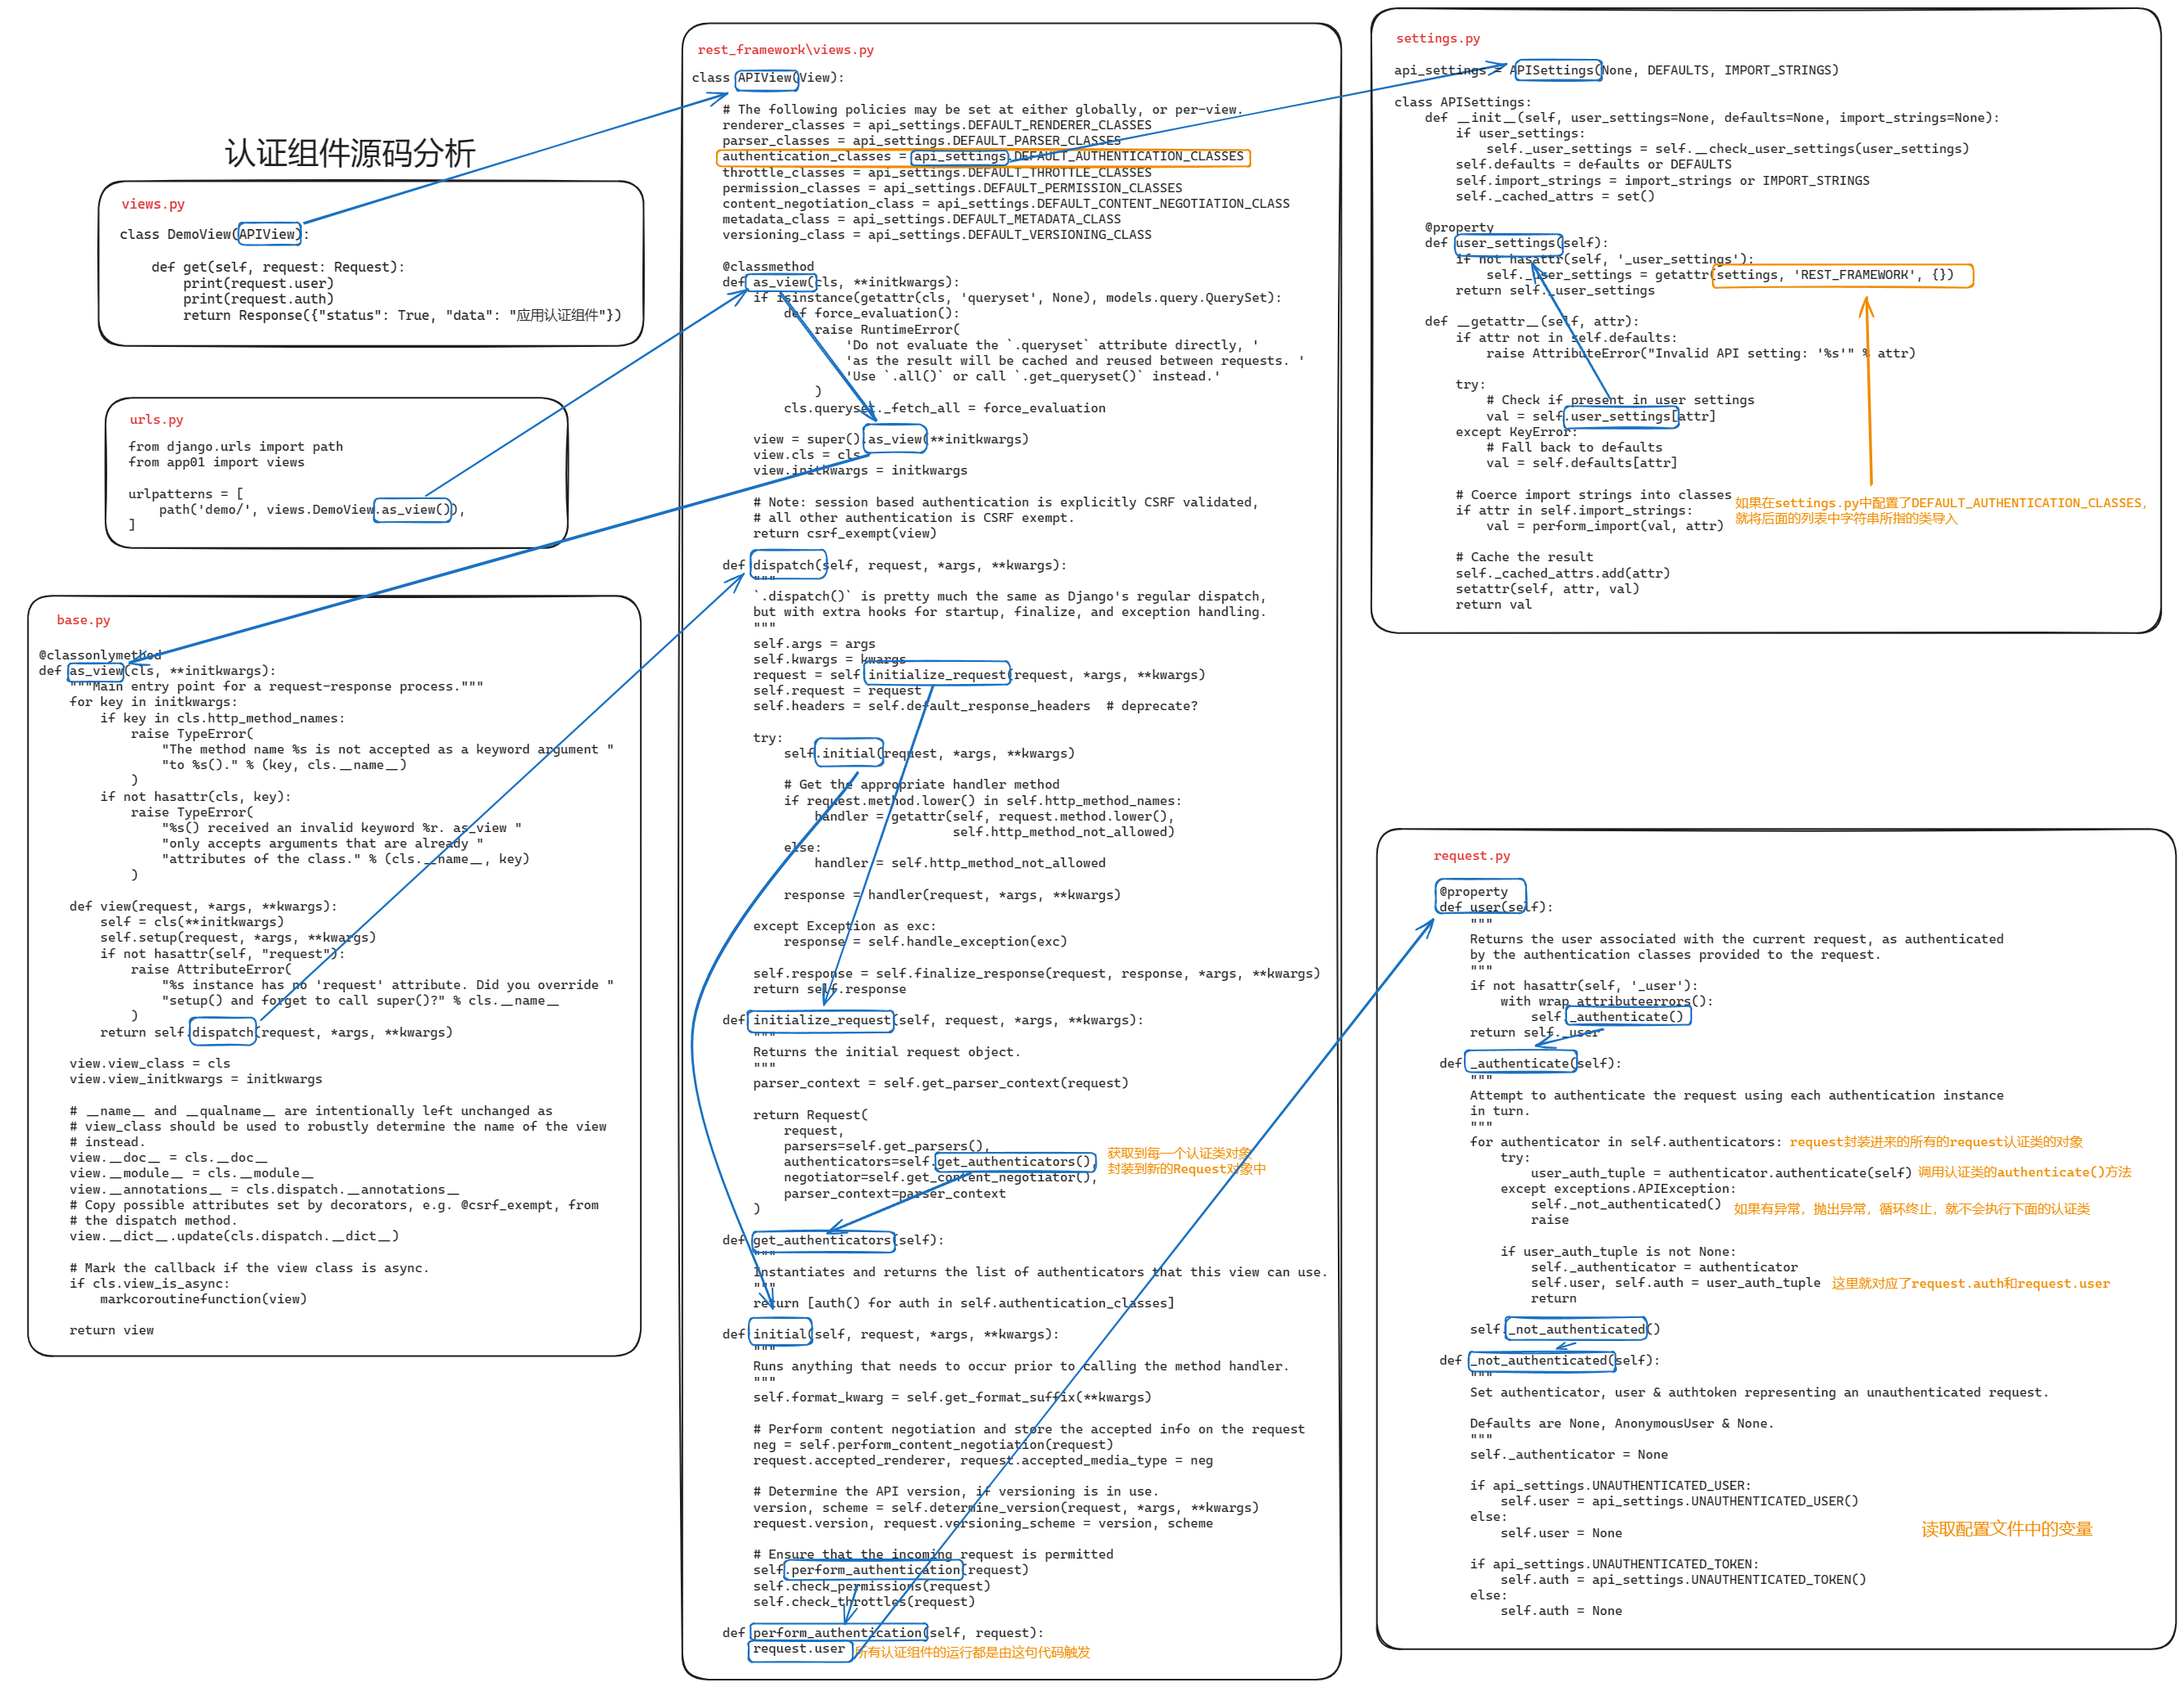 认证组件源码分析
views.py
class DemoView(APIView):
    def get(self, request: Request):
        print(request.user)
        print(request.auth)
        return Response({"status": True, "data": "应用认证组件"})
urls.py
from django.urls import path
from app01 import views
urlpatterns = [
    path('demo/', views.DemoView.as_view()),
]
base.py
@classonlymethod
def as_view(cls, **initkwargs):
    """Main entry point for a request-response process."""
    for key in initkwargs:
        if key in cls.http_method_names:
            raise TypeError(
                "The method name %s is not accepted as a keyword argument "
                "to %s()." % (key, cls.__name__)
            )
        if not hasattr(cls, key):
            raise TypeError(
                "%s() received an invalid keyword %r. as_view "
                "only accepts arguments that are already "
                "attributes of the class." % (cls.__name__, key)
            )
    def view(request, *args, **kwargs):
        self = cls(**initkwargs)
        self.setup(request, *args, **kwargs)
        if not hasattr(self, "request"):
            raise AttributeError(
                "%s instance has no 'request' attribute. Did you override "
                "setup() and forget to call super()?" % cls.__name__
            )
        return self.dispatch(request, *args, **kwargs)
    view.view_class = cls
    view.view_initkwargs = initkwargs
    # __name__ and __qualname__ are intentionally left unchanged as
    # view_class should be used to robustly determine the name of the view
    # instead.
    view.__doc__ = cls.__doc__
    view.__module__ = cls.__module__
    view.__annotations__ = cls.dispatch.__annotations__
    # Copy possible attributes set by decorators, e.g. @csrf_exempt, from
    # the dispatch method.
    view.__dict__.update(cls.dispatch.__dict__)
    # Mark the callback if the view class is async.
    if cls.view_is_async:
        markcoroutinefunction(view)
    return view
rest_framework\views.py
class APIView(View):
    # The following policies may be set at either globally, or per-view.
    renderer_classes = api_settings.DEFAULT_RENDERER_CLASSES
    parser_classes = api_settings.DEFAULT_PARSER_CLASSES
    authentication_classes = api_settings.DEFAULT_AUTHENTICATION_CLASSES
    throttle_classes = api_settings.DEFAULT_THROTTLE_CLASSES
    permission_classes = api_settings.DEFAULT_PERMISSION_CLASSES
    content_negotiation_class = api_settings.DEFAULT_CONTENT_NEGOTIATION_CLASS
    metadata_class = api_settings.DEFAULT_METADATA_CLASS
    versioning_class = api_settings.DEFAULT_VERSIONING_CLASS
    @classmethod
    def as_view(cls, **initkwargs):
        if isinstance(getattr(cls, 'queryset', None), models.query.QuerySet):
            def force_evaluation():
                raise RuntimeError(
                    'Do not evaluate the `.queryset` attribute directly, '
                    'as the result will be cached and reused between requests. '
                    'Use `.all()` or call `.get_queryset()` instead.'
                )
            cls.queryset._fetch_all = force_evaluation
        view = super().as_view(**initkwargs)
        view.cls = cls
        view.initkwargs = initkwargs
        # Note: session based authentication is explicitly CSRF validated,
        # all other authentication is CSRF exempt.
        return csrf_exempt(view)
    def dispatch(self, request, *args, **kwargs):
        """
        `.dispatch()` is pretty much the same as Django's regular dispatch,
        but with extra hooks for startup, finalize, and exception handling.
        """
        self.args = args
        self.kwargs = kwargs
        request = self.initialize_request(request, *args, **kwargs)
        self.request = request
        self.headers = self.default_response_headers  # deprecate?
        try:
            self.initial(request, *args, **kwargs)
            # Get the appropriate handler method
            if request.method.lower() in self.http_method_names:
                handler = getattr(self, request.method.lower(),
                                  self.http_method_not_allowed)
            else:
                handler = self.http_method_not_allowed
            response = handler(request, *args, **kwargs)
        except Exception as exc:
            response = self.handle_exception(exc)
        self.response = self.finalize_response(request, response, *args, **kwargs)
        return self.response
    def initialize_request(self, request, *args, **kwargs):
        """
        Returns the initial request object.
        """
        parser_context = self.get_parser_context(request)
        return Request(
            request,
            parsers=self.get_parsers(),
            authenticators=self.get_authenticators(),
            negotiator=self.get_content_negotiator(),
            parser_context=parser_context
        )
获取到每一个认证类对象
封装到新的Request对象中
    def get_authenticators(self):
        """
        Instantiates and returns the list of authenticators that this view can use.
        """
        return [auth() for auth in self.authentication_classes]
    def initial(self, request, *args, **kwargs):
        """
        Runs anything that needs to occur prior to calling the method handler.
        """
        self.format_kwarg = self.get_format_suffix(**kwargs)
        # Perform content negotiation and store the accepted info on the request
        neg = self.perform_content_negotiation(request)
        request.accepted_renderer, request.accepted_media_type = neg
        # Determine the API version, if versioning is in use.
        version, scheme = self.determine_version(request, *args, **kwargs)
        request.version, request.versioning_scheme = version, scheme
        # Ensure that the incoming request is permitted
        self.perform_authentication(request)
        self.check_permissions(request)
        self.check_throttles(request)
    def perform_authentication(self, request):
        request.user 所有认证组件的运行都是由这句代码触发
settings.py
api_settings = APISettings(None, DEFAULTS, IMPORT_STRINGS)
class APISettings:
    def __init__(self, user_settings=None, defaults=None, import_strings=None):
        if user_settings:
            self._user_settings = self.__check_user_settings(user_settings)
        self.defaults = defaults or DEFAULTS
        self.import_strings = import_strings or IMPORT_STRINGS
        self._cached_attrs = set()
    @property
    def user_settings(self):
        if not hasattr(self, '_user_settings'):
            self._user_settings = getattr(settings, 'REST_FRAMEWORK', {})
        return self._user_settings
    def __getattr__(self, attr):
        if attr not in self.defaults:
            raise AttributeError("Invalid API setting: '%s'" % attr)
        try:
            # Check if present in user settings
            val = self.user_settings[attr]
        except KeyError:
            # Fall back to defaults
            val = self.defaults[attr]
        # Coerce import strings into classes
        if attr in self.import_strings:
            val = perform_import(val, attr)
如果在settings.py中配置了DEFAULT_AUTHENTICATION_CLASSES,
就将后面的列表中字符串所指的类导入
        # Cache the result
        self._cached_attrs.add(attr)
        setattr(self, attr, val)
        return val
request.py
@property
def user(self):
    """
    Returns the user associated with the current request, as authenticated
    by the authentication classes provided to the request.
    """
    if not hasattr(self, '_user'):
        with wrap_attributeerrors():
            self._authenticate()
    return self._user
def _authenticate(self):
    """
    Attempt to authenticate the request using each authentication instance
    in turn.
    """
    for authenticator in self.authenticators: request封装进来的所有的request认证类的对象
        try:
            user_auth_tuple = authenticator.authenticate(self) 调用认证类的authenticate()方法
        except exceptions.APIException:
            self._not_authenticated() 如果有异常，抛出异常，循环终止，就不会执行下面的认证类
            raise
        if user_auth_tuple is not None:
            self._authenticator = authenticator
            self.user, self.auth = user_auth_tuple 这里就对应了request.auth和request.user
            return
    self._not_authenticated()
def _not_authenticated(self):
    """
    Set authenticator, user & authtoken representing an unauthenticated request.
    Defaults are None, AnonymousUser & None.
    """
    self._authenticator = None
    if api_settings.UNAUTHENTICATED_USER:
        self.user = api_settings.UNAUTHENTICATED_USER()
    else:
        self.user = None 读取配置文件中的变量
    if api_settings.UNAUTHENTICATED_TOKEN:
        self.auth = api_settings.UNAUTHENTICATED_TOKEN()
    else:
        self.auth = None